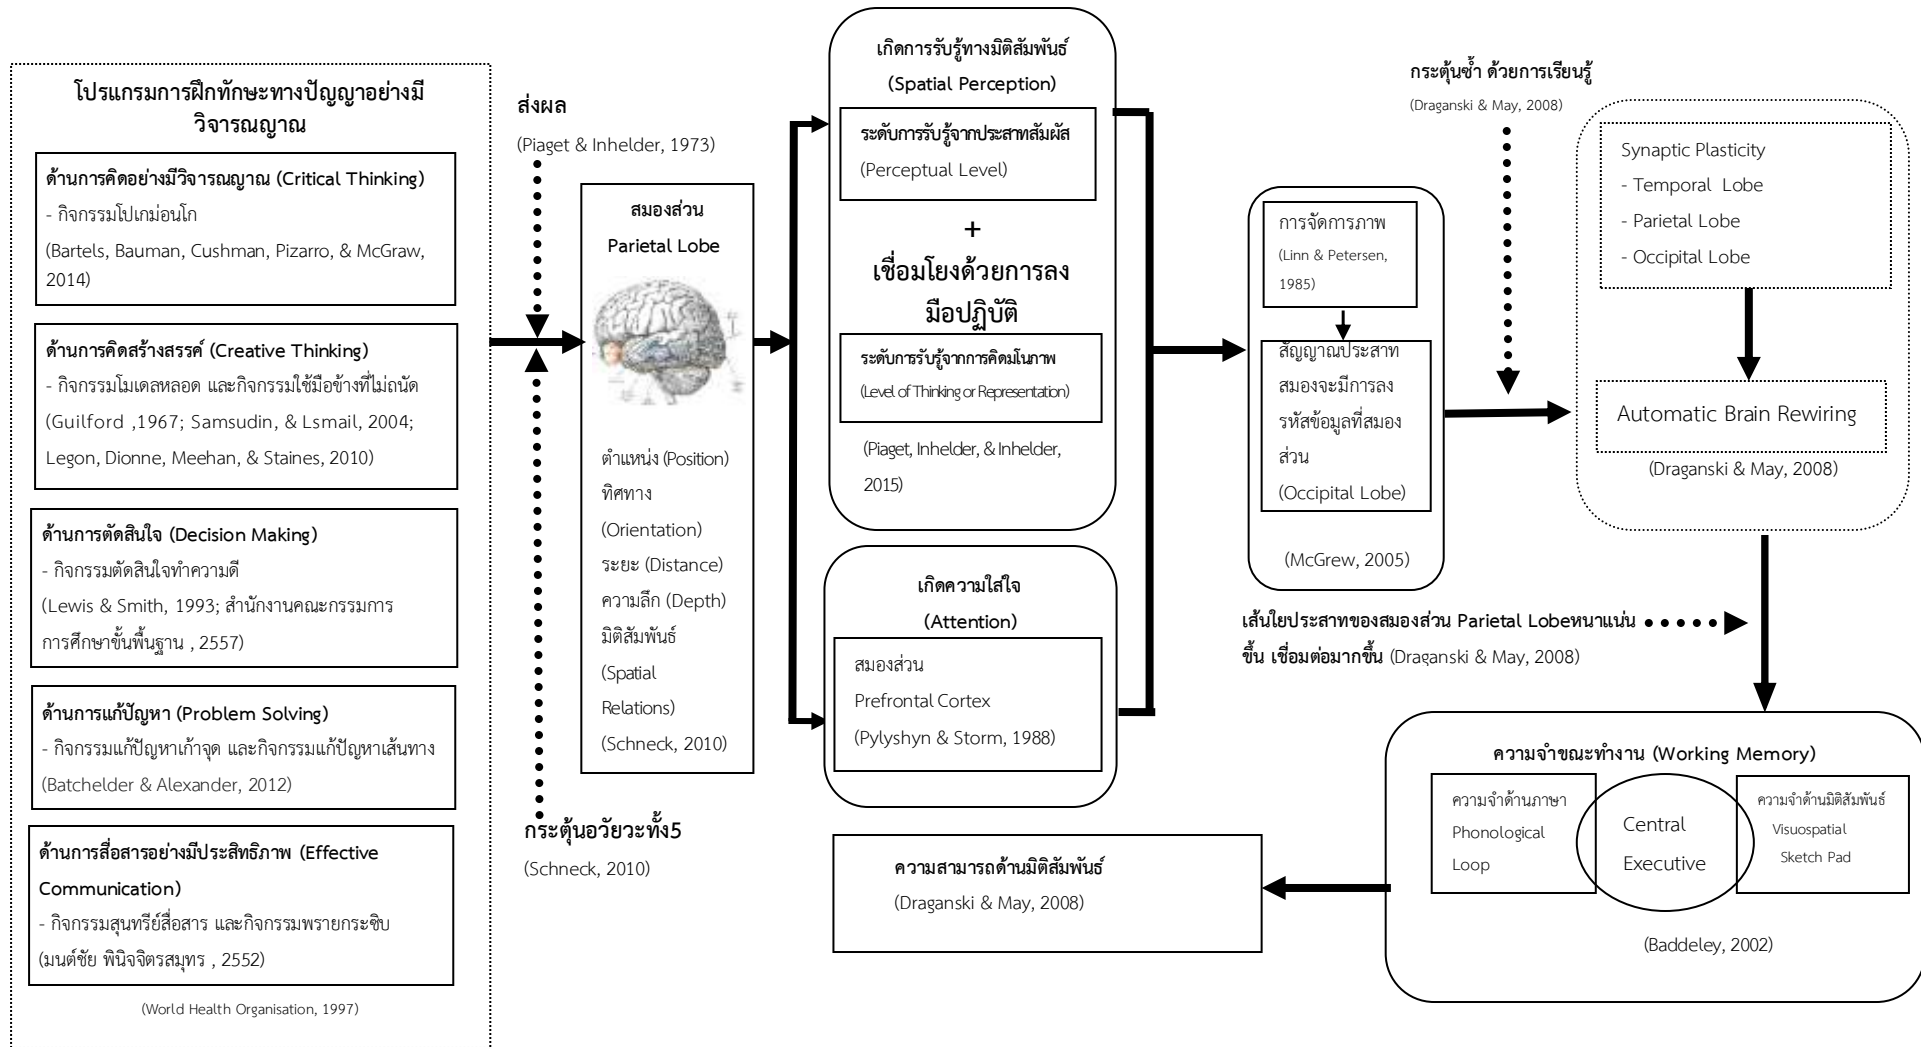 โปรแกรมการฝึกทักษะทางปัญญาอย่างมี
วิจารณญาณ
ด้านการคิดอย่างมีวิจารณญาณ (Critical Thinking)
- กิจกรรมโปเกม่อนโก
(Bartels, Bauman, Cushman, Pizarro, & McGraw,
2014)
ด้านการคิดสร้างสรรค์ (Creative Thinking)
- กิจกรรมโมเดลหลอด และกิจกรรมใช้มือข้างที่ไม่ถนัด
(Guilford ,1967; Samsudin, & Lsmail, 2004;
Legon, Dionne, Meehan, & Staines, 2010)
ด้านการตัดสินใจ (Decision Making)
- กิจกรรมตัดสินใจทำความดี
(Lewis & Smith, 1993; สำนักงานคณะกรรมการ
การศึกษาขั้นพื้นฐาน , 2557)
ด้านการแก้ปัญหา (Problem Solving)
- กิจกรรมแก้ปัญหาเก้าจุด และกิจกรรมแก้ปัญหาเส้นทาง
(Batchelder & Alexander, 2012)
ด้านการสื่อสารอย่างมีประสิทธิภาพ (Effective
Communication)
- กิจกรรมสุนทรีย์สื่อสาร และกิจกรรมพรายกระซิบ
(มนต์ชัย พินิจจิตรสมุทร , 2552)
(World Health Organisation, 1997)
ส่งผล
(Piaget & Inhelder, 1973)
กระตุ้นอวัยวะทั้ง5
(Schneck, 2010)
สมองส่วน
Parietal Lobe
ตำแหน่ง (Position)
ทิศทาง
(Orientation)
ระยะ (Distance)
ความลึก (Depth)
มิติสัมพันธ์
(Spatial
Relations)
(Schneck, 2010)
เกิดการรับรู้ทางมิติสัมพันธ์
(Spatial Perception)
ระดับการรับรู้จากประสาทสัมผัส
(Perceptual Level)
+
เชื่อมโยงด้วยการลง
มือปฏิบัติ
ระดับการรับรู้จากการคิดมโนภาพ
(Level of Thinking or Representation)
(Piaget, Inhelder, & Inhelder,
2015)
เกิดความใส่ใจ
(Attention)
สมองส่วน
Prefrontal Cortex
(Pylyshyn & Storm, 1988)
การจัดการภาพ
(Linn & Petersen,
1985)
สัญญาณประสาท
สมองจะมีการลง
รหัสข้อมูลที่สมอง
ส่วน
(Occipital Lobe)
(McGrew, 2005)
กระตุ้นซ้ำ ด้วยการเรียนรู้
(Draganski & May, 2008)
Synaptic Plasticity
- Temporal Lobe
- Parietal Lobe
- Occipital Lobe
Automatic Brain Rewiring
(Draganski & May, 2008)
เส้นใยประสาทของสมองส่วน Parietal Lobeหนาแน่น
ขึ้น เชื่อมต่อมากขึ้น (Draganski & May, 2008)
ความจำขณะทำงาน (Working Memory)
ความจำด้านภาษา
Phonological
Loop
Central
Executive
ความจำด้านมิติสัมพันธ์
Visuospatial
Sketch Pad
(Baddeley, 2002)
ความสามารถด้านมิติสัมพันธ์
(Draganski & May, 2008)